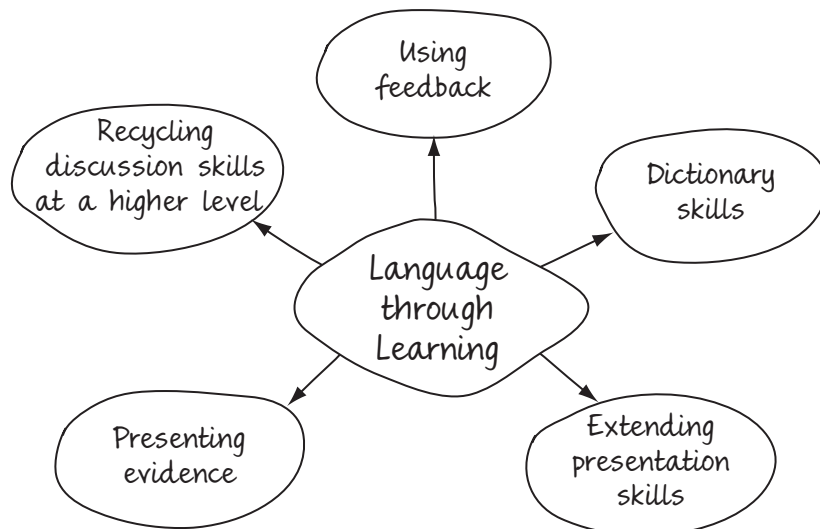 Using
feedback
Recycling
discussion skills
at a higher level
Dictionary
skills
Language
through
Learning
Presenting
evidence
Extending
presentation
skills